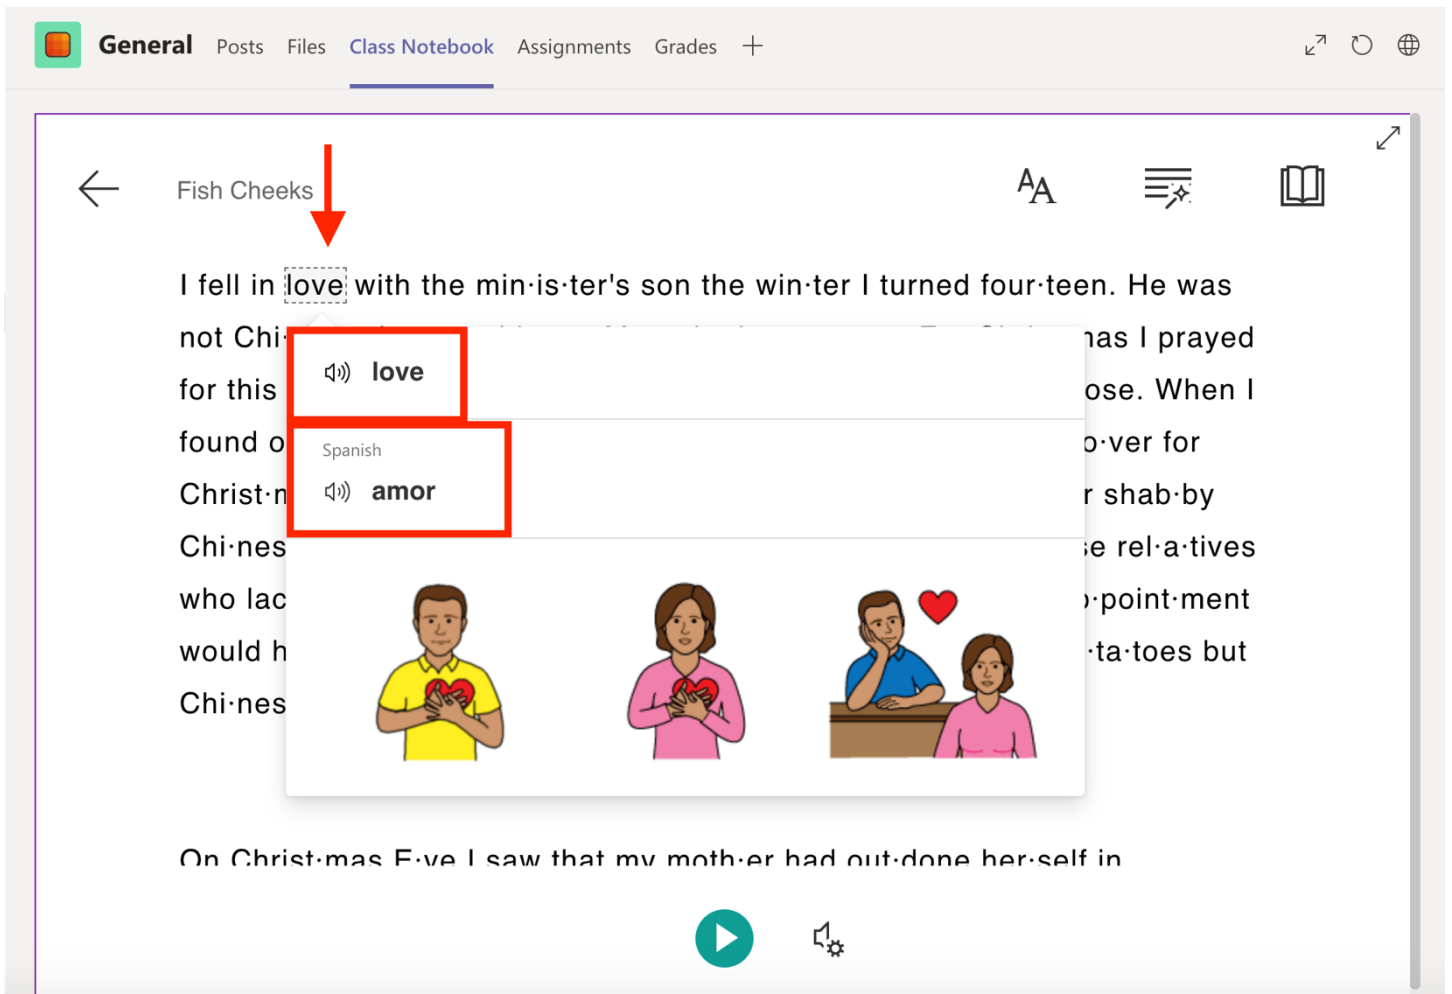 General Posts Files Class Notebook Assignments Grades
Fish Cheeks
I fell in love with the min·is·ter's son the win·ter I turned four·teen. He was
not Chi· has I prayed
for this ose. When I
found o ver for
Christ· r shab·by
Chi·nes se rel·a·tives
who lac point·ment
would h ·ta·toes but
Chi·nes
love
Spanish
amor
On Christ·mas E·ve I saw that my moth·er had out·done her·self in